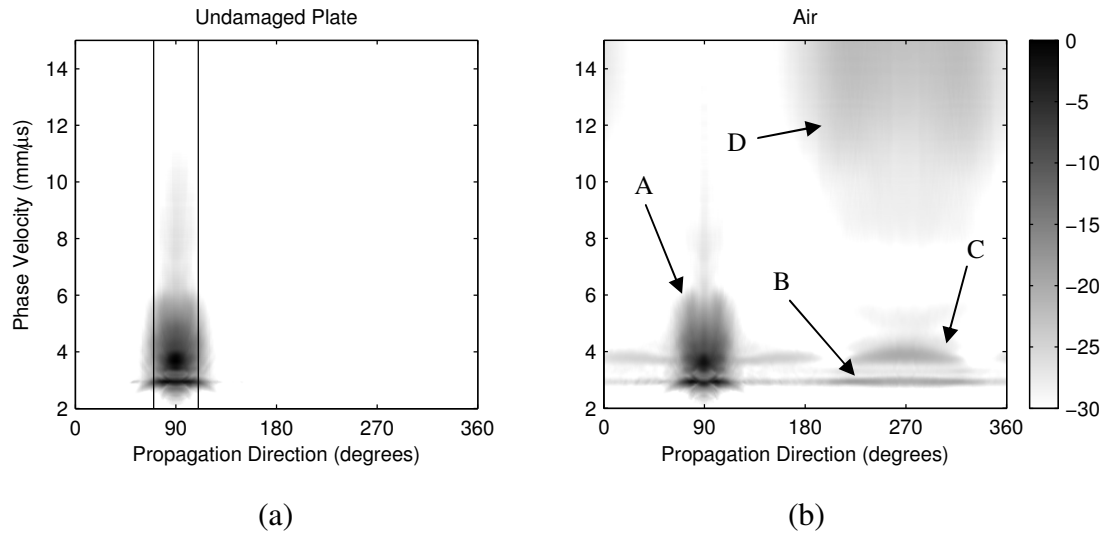 Undamaged Plate
14
12
10
8
6
4
2
0 90 180 270 360
Phase Velocity (mm/μs)
Propagation Direction (degrees)
(a)
Air
14
12
10
8
6
4
2
0 90 180 270 360
Propagation Direction (degrees)
A
B
C
D
0
−5
−10
−15
−20
−25
−30
(b)